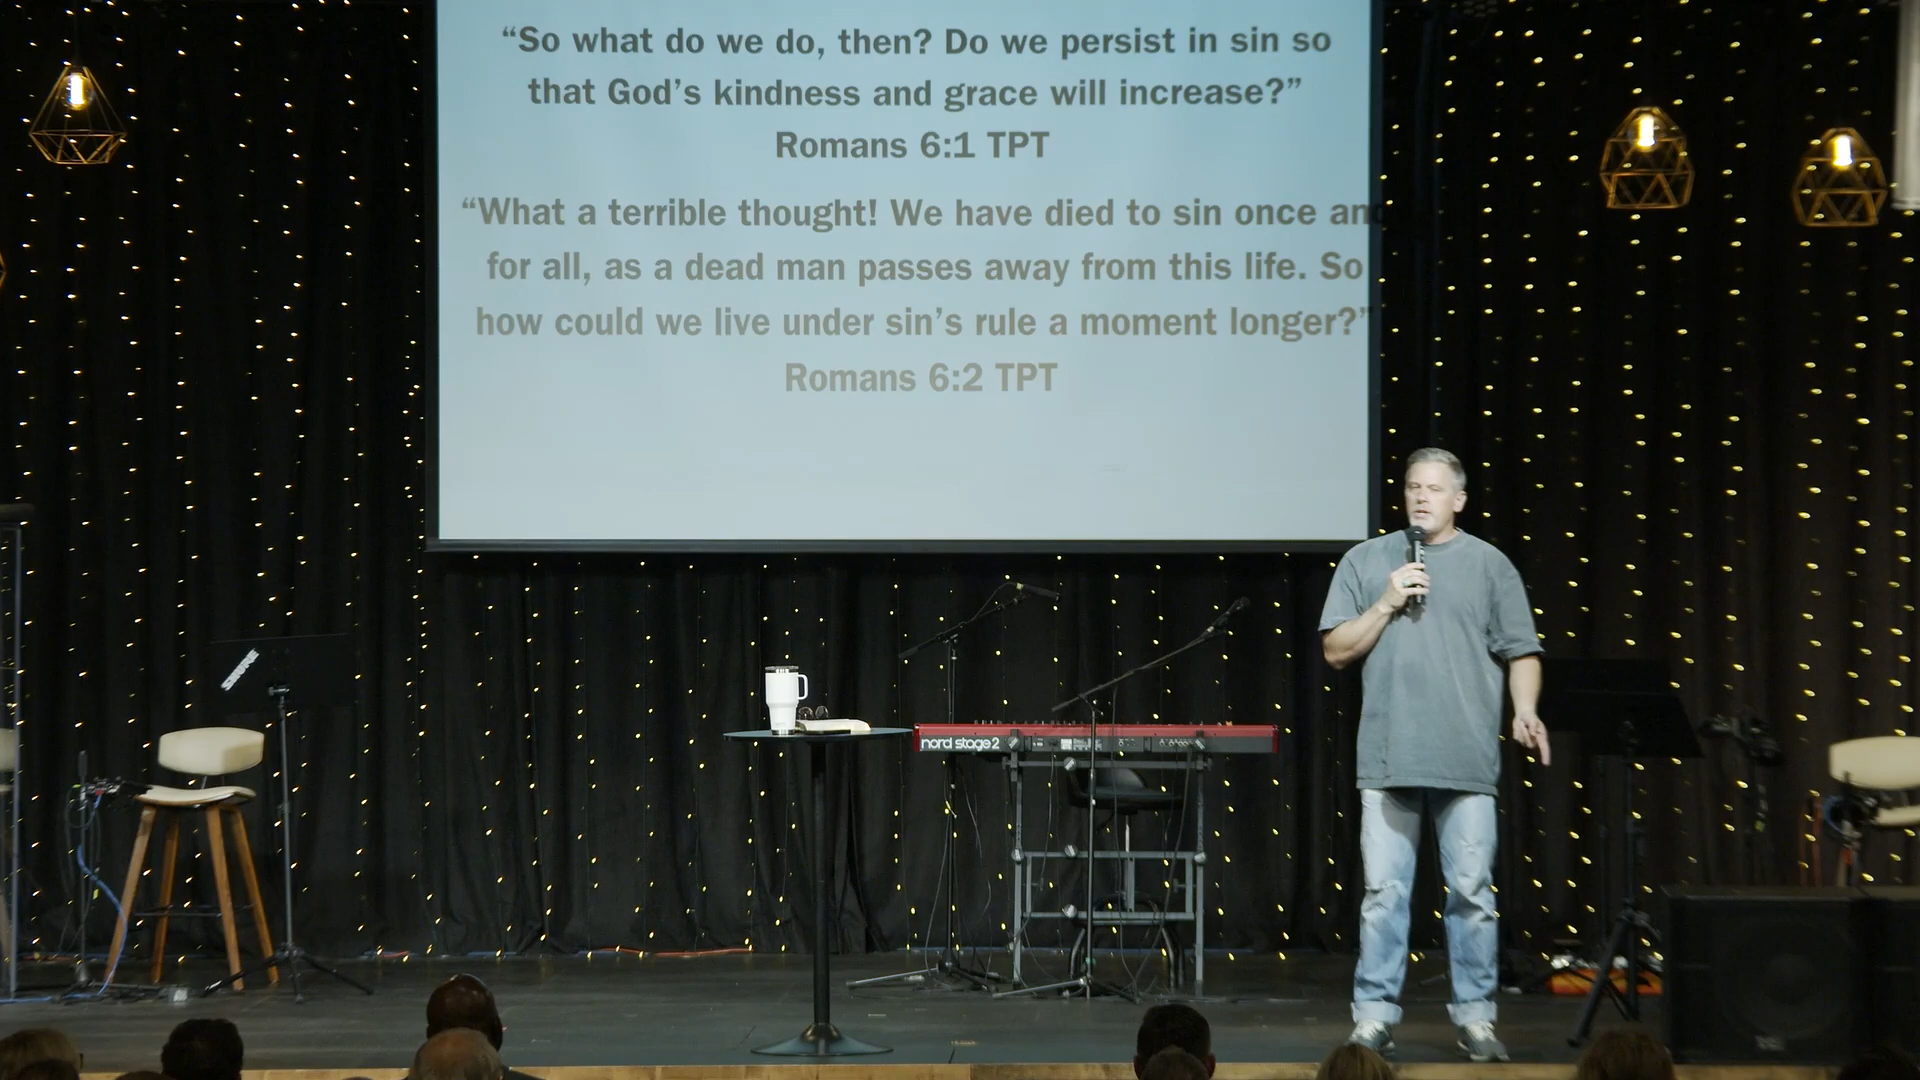 “So what do we do, then? Do we persist in sin so
that God’s kindness and grace will increase?”
Romans 6:1 TPT
“What a terrible thought! We have died to sin once and
for all, as a dead man passes away from this life. So
how could we live under sin’s rule a moment longer?”
Romans 6:2 TPT
nord stage 2